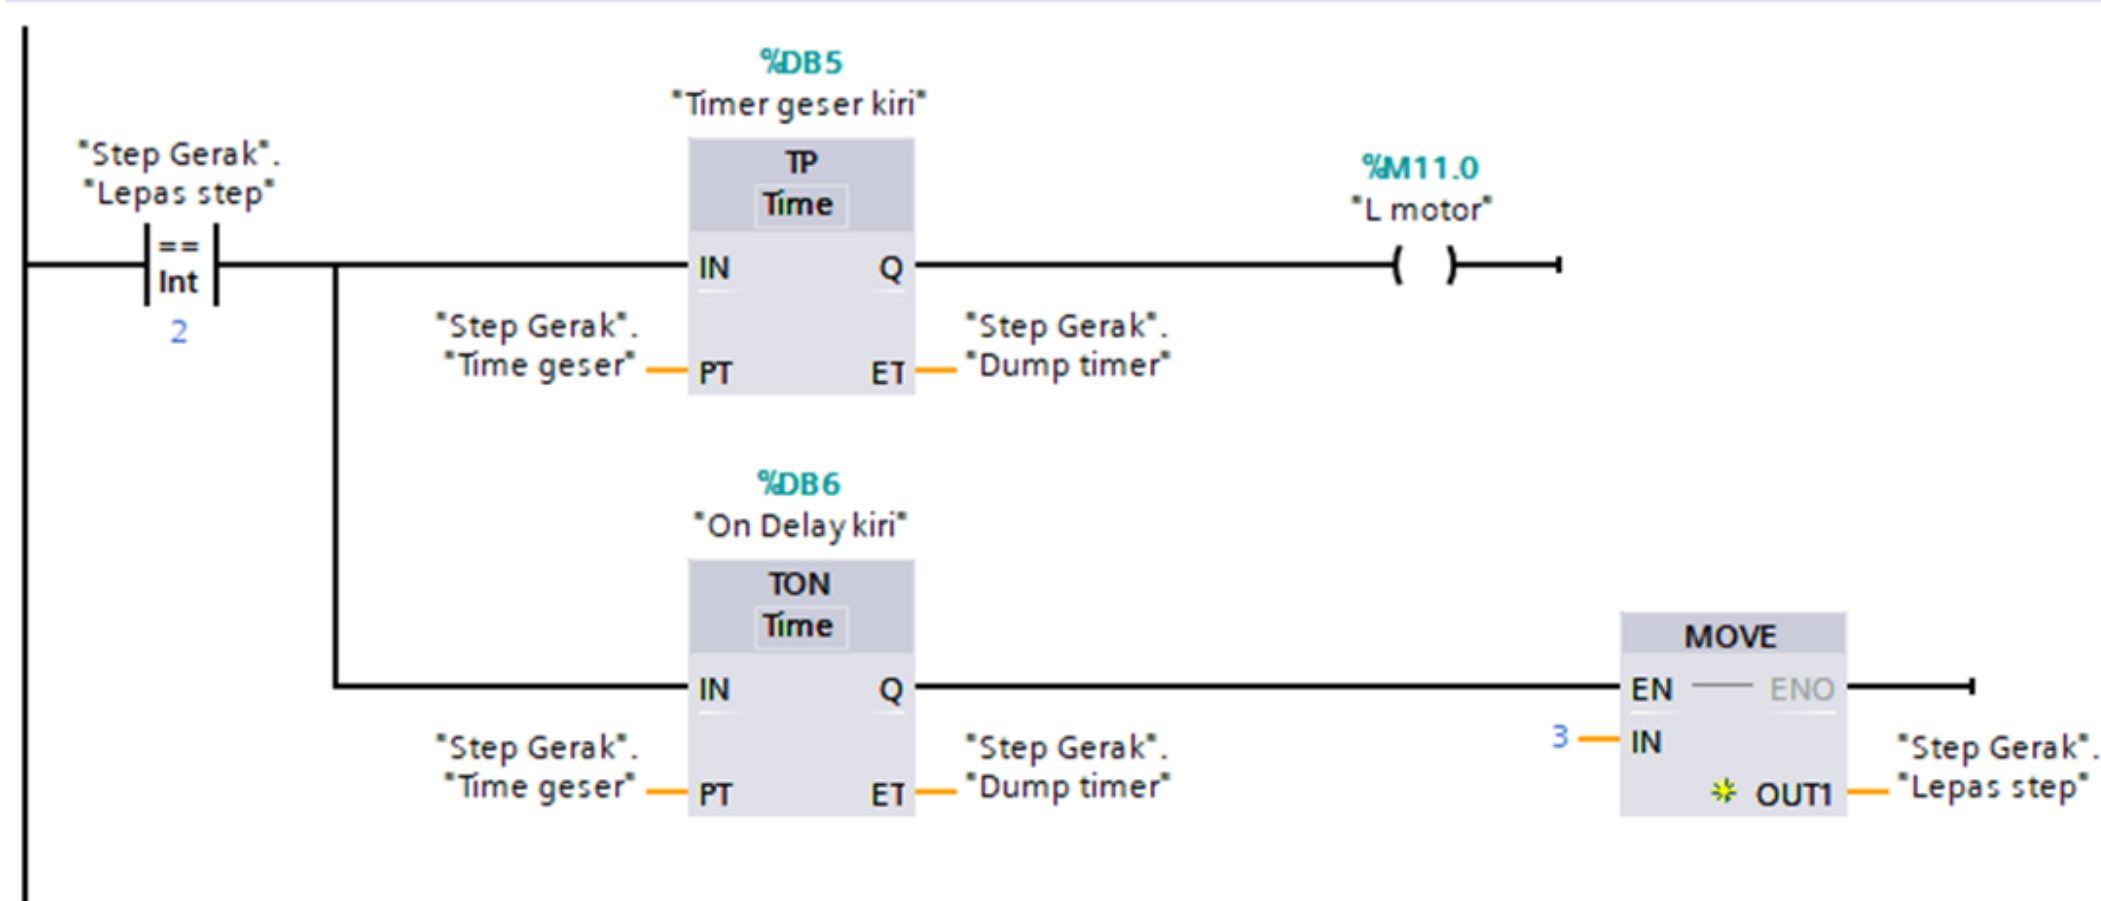 %DB5
"Timer geser kiri"
"Step Gerak".
"Lepas step"
==
Int
2
TP
Time
IN
Q
"Step Gerak".
"Time geser"
PT
ET
"Step Gerak".
"Dump timer"
%M11.0
"L motor"
( )
%DB6
"On Delay kiri"
TON
Time
IN
Q
"Step Gerak".
"Time geser"
PT
ET
"Step Gerak".
"Dump timer"
MOVE
EN
ENO
3
IN
OUT1
"Step Gerak".
"Lepas step"